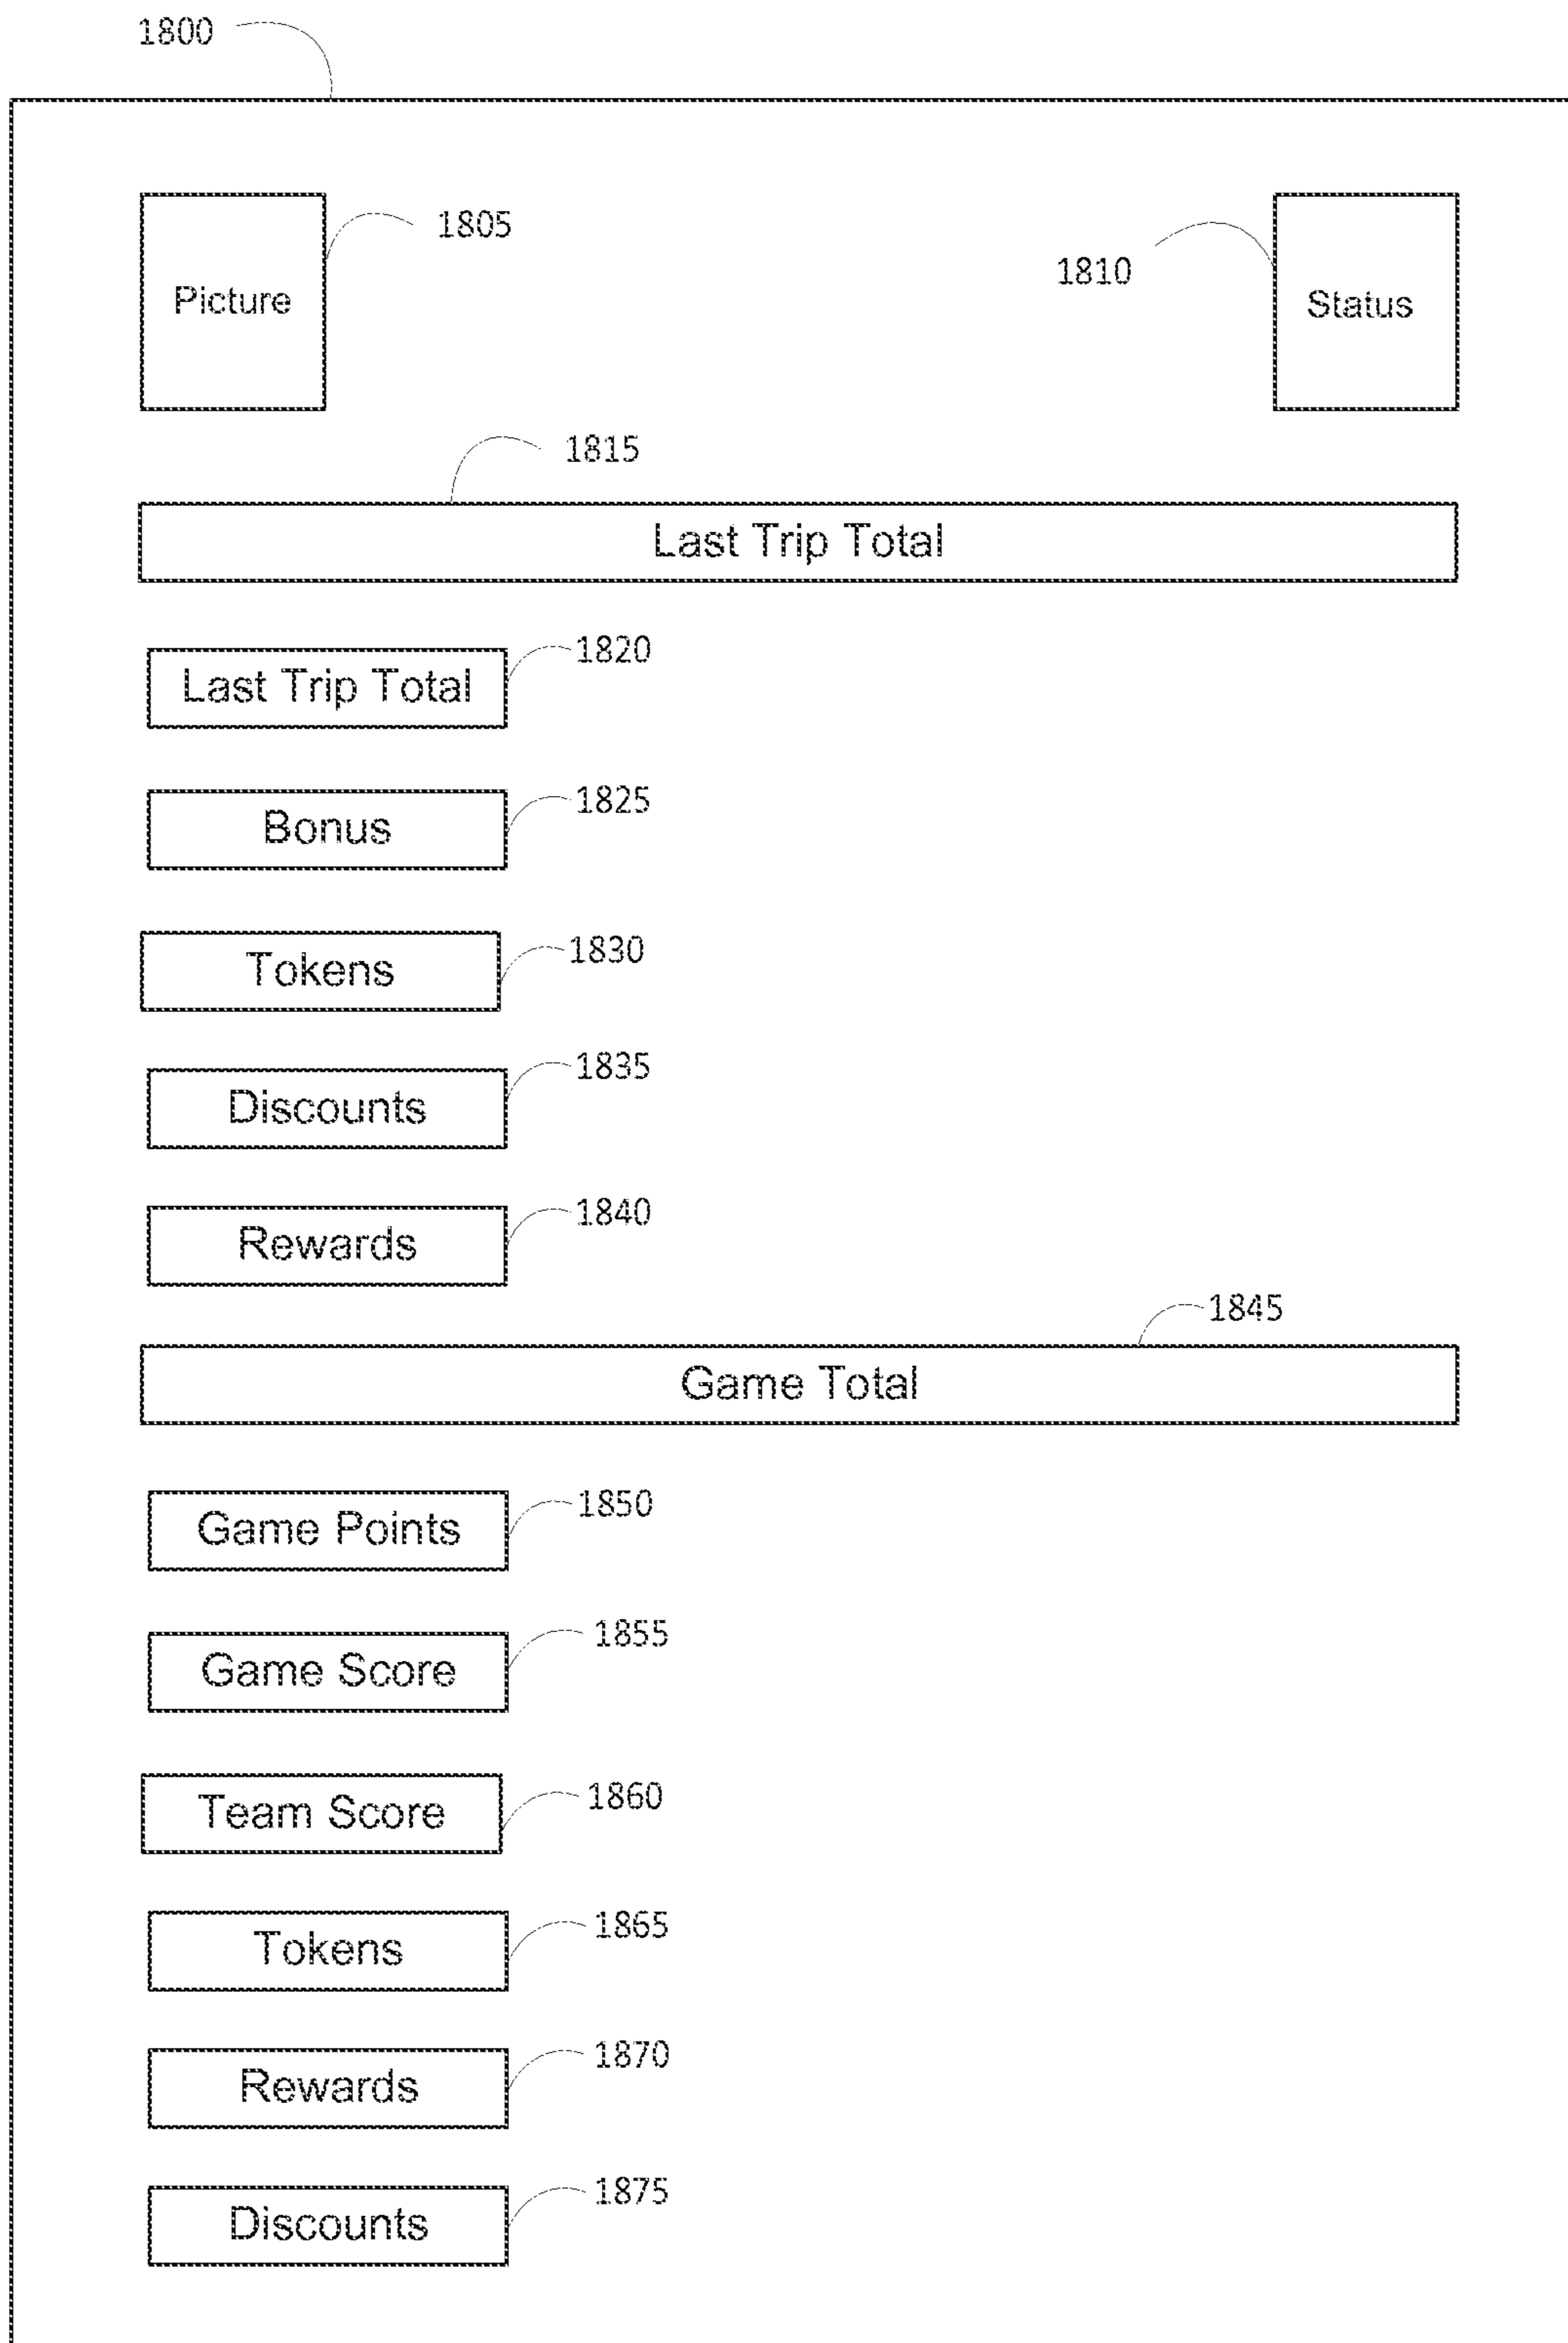 1800
Picture
1805
1810
Status
1815
Last Trip Total
1820
Last Trip Total
1825
Bonus
1830
Tokens
1835
Discounts
1840
Rewards
1845
Game Total
1850
Game Points
1855
Game Score
1860
Team Score
1865
Tokens
1870
Rewards
1875
Discounts